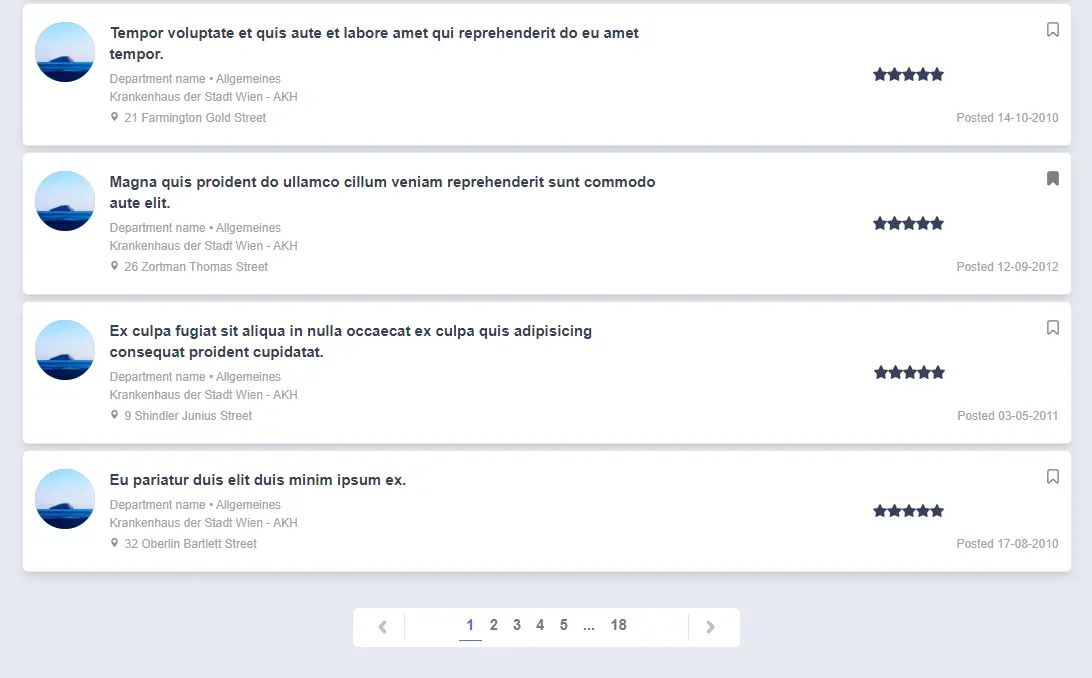 Tempor voluptate et quis aute et labore amet qui reprehenderit do eu amet
tempor.
Department name • Allgemeines
Krankenhaus der Stadt Wien - AKH
21 Farmington Gold Street
Posted 14-10-2010
Magna quis proident do ullamco cillum veniam reprehenderit sunt commodo
aute elit.
Department name • Allgemeines
Krankenhaus der Stadt Wien - AKH
26 Zortman Thomas Street
Posted 12-09-2012
Ex culpa fugiat sit aliqua in nulla occaecat ex culpa quis adipisicing
consequat proident cupidatat.
Department name • Allgemeines
Krankenhaus der Stadt Wien - AKH
9 Shindler Junius Street
Posted 03-05-2011
Eu pariatur duis elit duis minim ipsum ex.
Department name • Allgemeines
Krankenhaus der Stadt Wien - AKH
32 Oberlin Bartlett Street
Posted 17-08-2010
1 2 3 4 5 ... 18